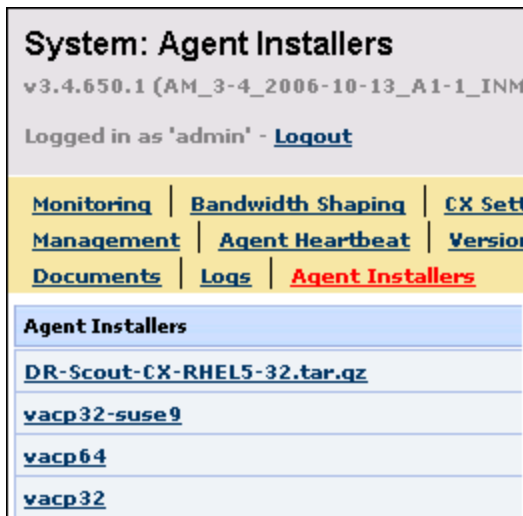 System: Agent Installers
v3.4.650.1 (AM_3-4_2006-10-13_A1-1_INM
Logged in as 'admin' - Logout
Monitoring | Bandwidth Shaping | CX Sett
Management | Agent Heartbeat | Version
Documents | Logs | Agent Installers
Agent Installers
DR-Scout-CX-RHEL5-32.tar.gz
vacp32-suse9
vacp64
vacp32